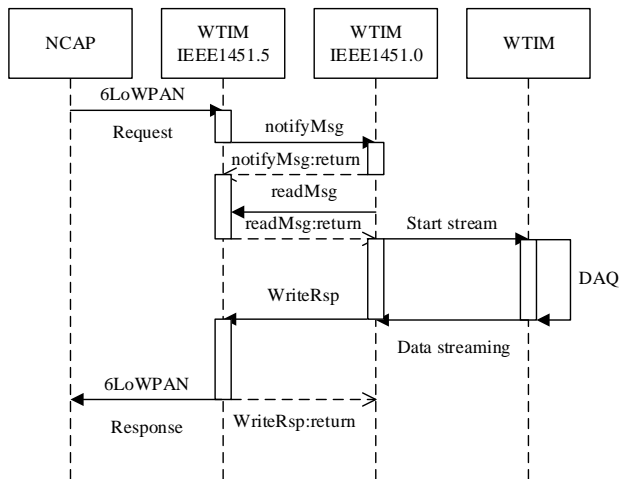 NCAP
WTIM
IEEE1451.5
WTIM
IEEE1451.0
WTIM
6LoWPAN
Request
notifyMsg
notifyMsg:return
readMsg
readMsg:return
Start stream
DAQ
WriteRsp
Data streaming
6LoWPAN
Response
WriteRsp:return